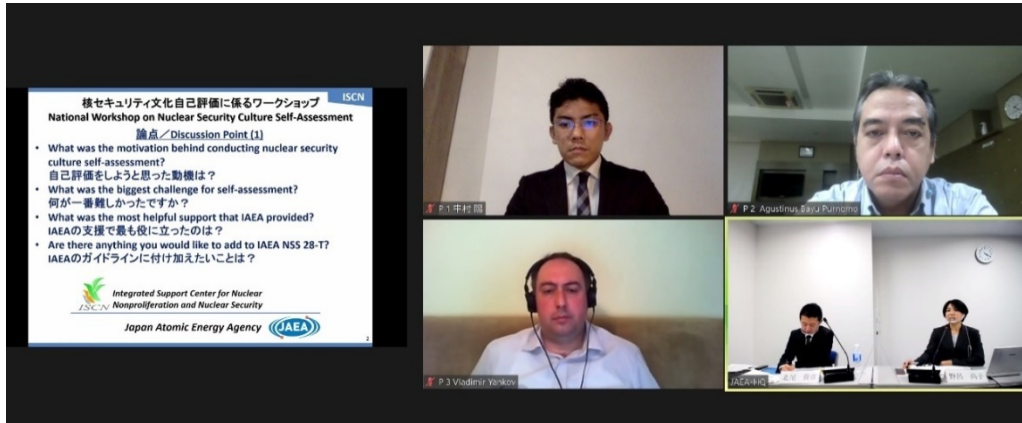 ISCN
核セキュリティ文化自己評価に係るワークショップ
National Workshop on Nuclear Security Culture Self-Assessment
論点／Discussion Point (1)
• What was the motivation behind conducting nuclear security
culture self-assessment?
自己評価をしようと思った動機は？
• What was the biggest challenge for self-assessment?
何が一番難しかったですか？
• What was the most helpful support that IAEA provided?
IAEAの支援で最も役に立ったのは？
• Are there anything you would like to add to IAEA NSS 28-T?
IAEAのガイドラインに付け加えたいことは？
ISCN
Integrated Support Center for Nuclear
Nonproliferation and Nuclear Security
Japan Atomic Energy Agency
JAEA
2
P 1
P 2 Agustinus Bayu Purnomo
P 3 Vladimir Yankov